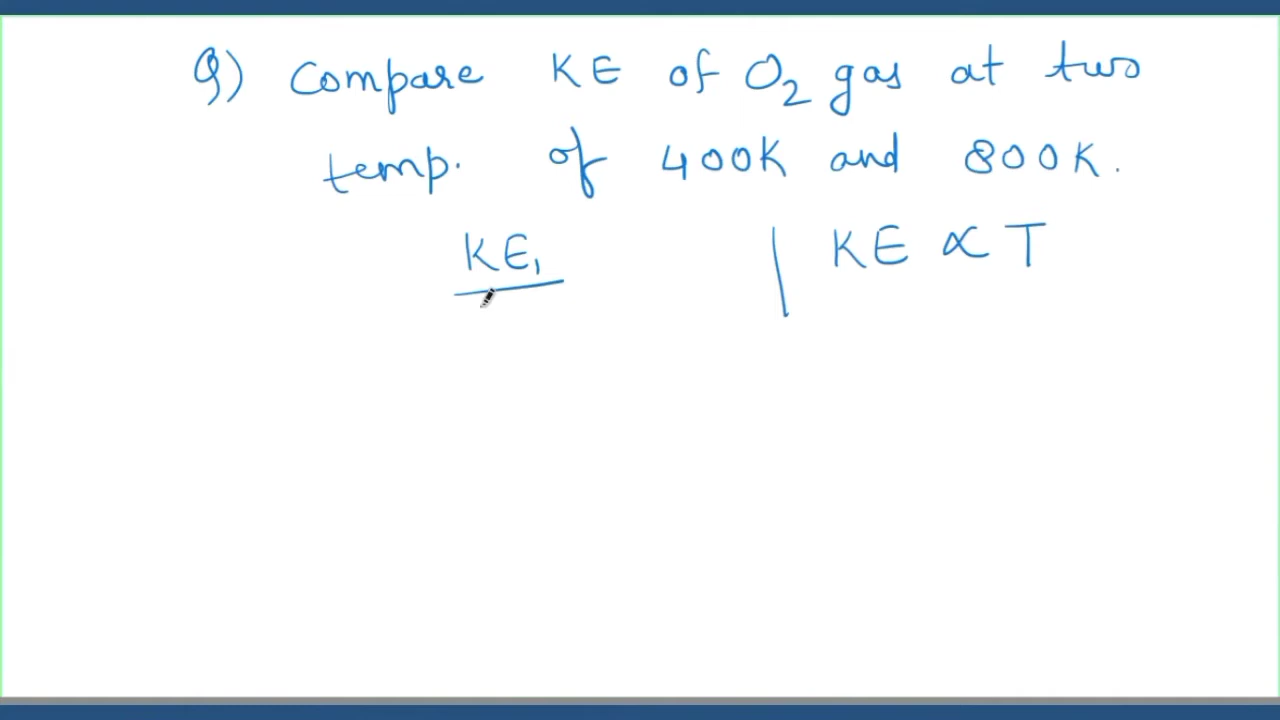 Q) Compare KE of O₂ gas at two
temp. of 400K and 800K.
KE₁ | KE ∝ T